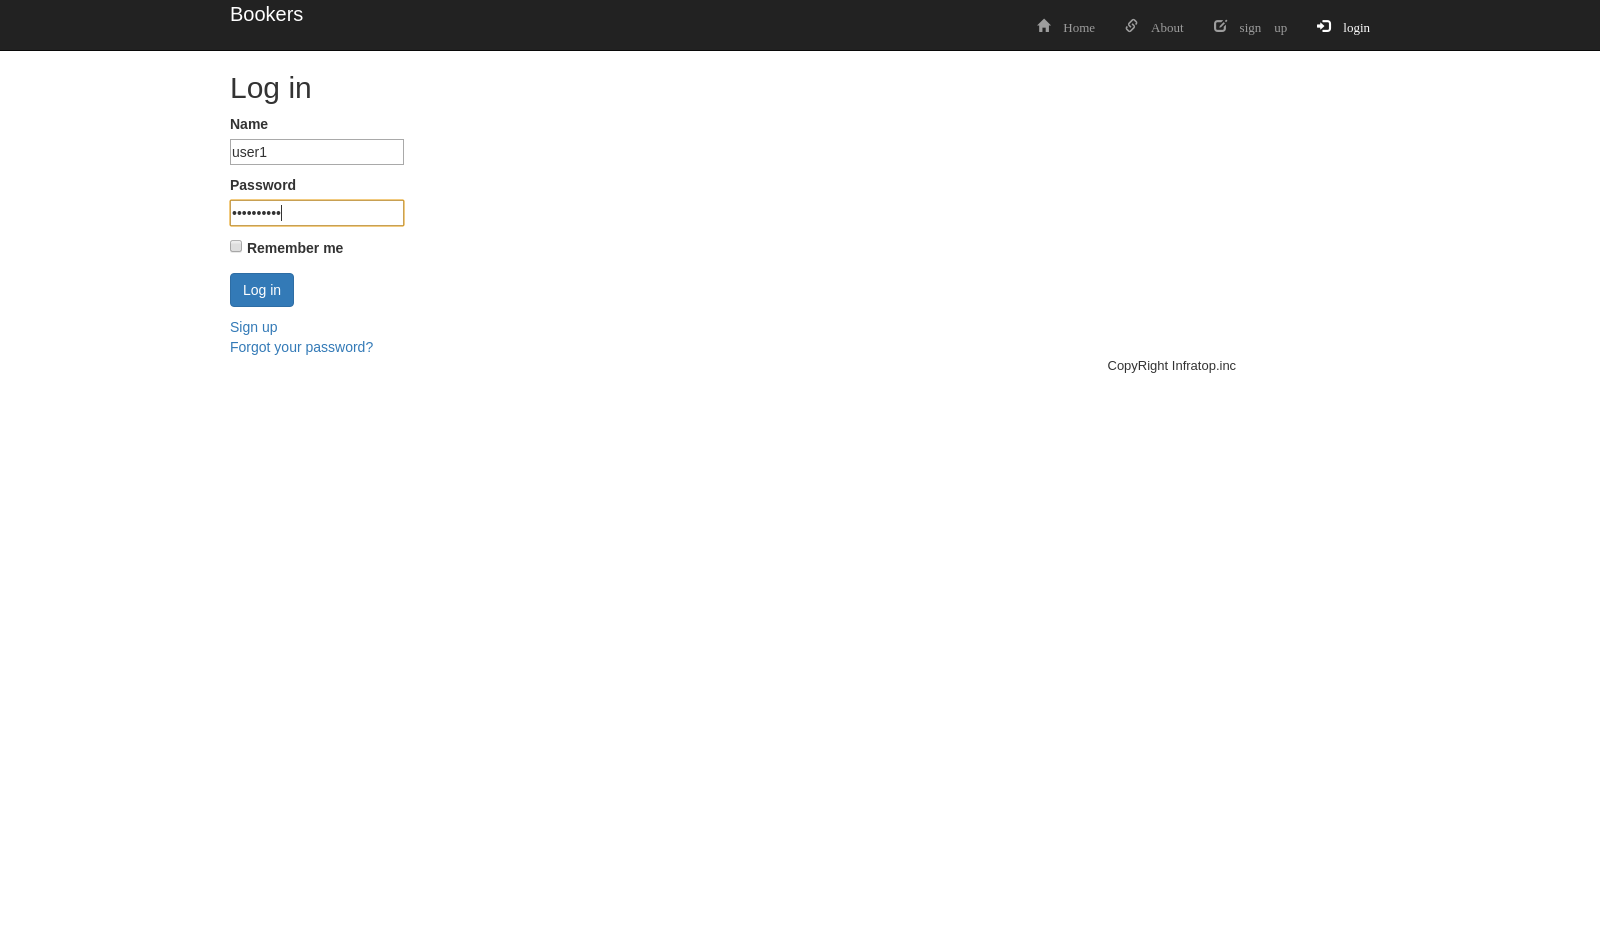 Bookers
Home About sign up login
Log in
Name
user1
Password
••••••••••
Remember me
Log in
Sign up
Forgot your password?
CopyRight Infratop.inc